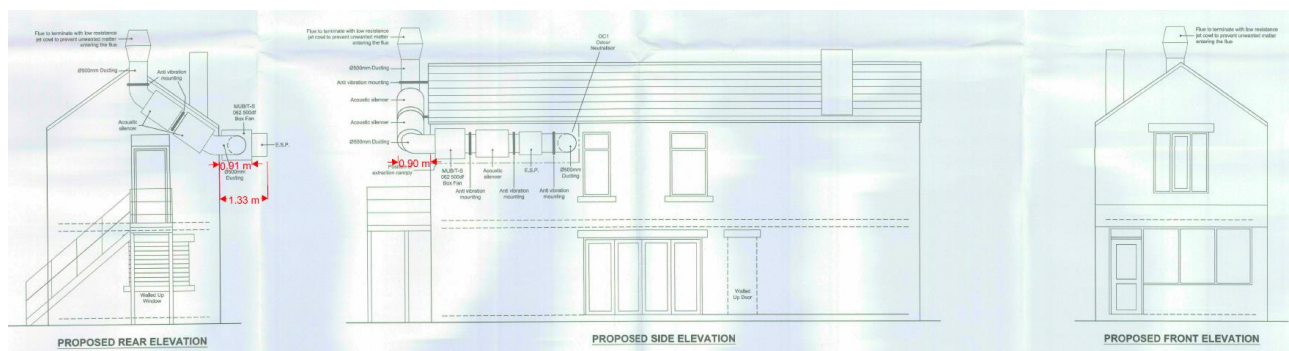 Flue to terminate with low resistance
jet cowl to prevent unwanted matter
entering the flue
Ø500mm Ducting
Anti vibration
mounting
Acoustic
silencer
MUB/T-S
062 500df
Box Fan
E.S.P.
0.91 m
Ø500mm
Ducting
1.33 m
Walled Up
Window
PROPOSED REAR ELEVATION
Flue to terminate with low resistance
jet cowl to prevent unwanted matter
entering the flue
Ø500mm Ducting
Anti vibration mounting
Acoustic silencer
Acoustic silencer
Ø500mm Ducting
0.90 m
extraction canopy
OC1
Odour
Neutraliser
MUB/T-S
062 500df
Box Fan
Acoustic
silencer
E.S.P.
Ø500mm
Ducting
Anti vibration
mounting
Anti vibration
mounting
Anti vibration
mounting
Walled
Up Door
PROPOSED SIDE ELEVATION
Flue to terminate with low resistance
jet cowl to prevent unwanted matter
entering the flue
PROPOSED FRONT ELEVATION